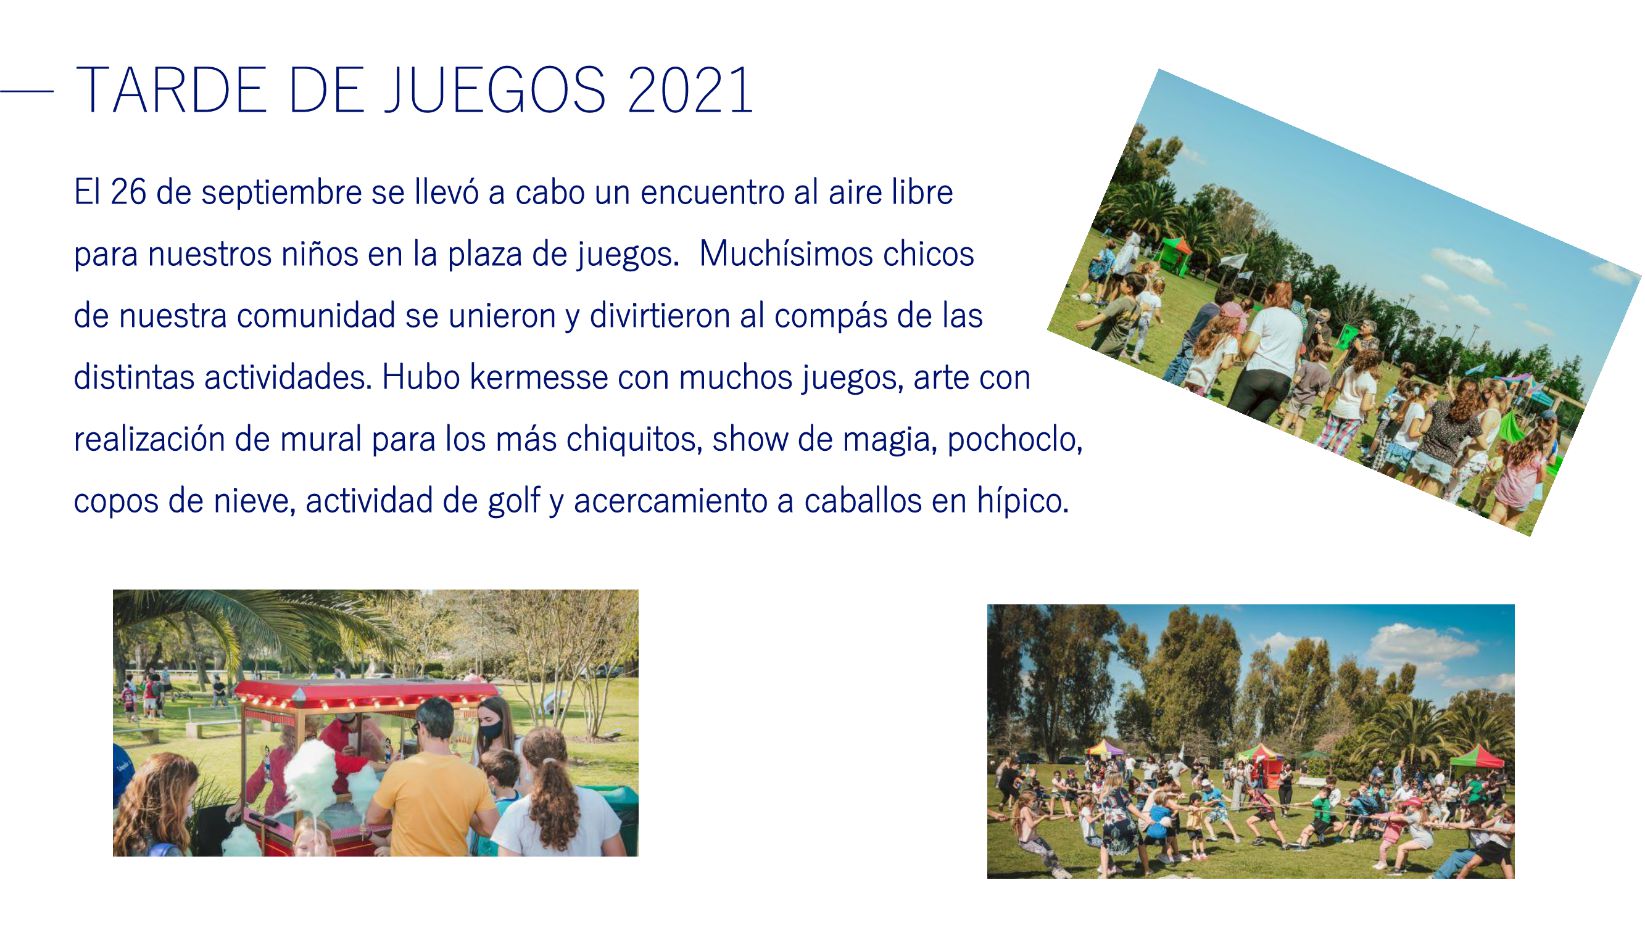 TARDE DE JUEGOS 2021
El 26 de septiembre se llevó a cabo un encuentro al aire libre
para nuestros niños en la plaza de juegos.  Muchísimos chicos
de nuestra comunidad se unieron y divirtieron al compás de las
distintas actividades. Hubo kermesse con muchos juegos, arte con
realización de mural para los más chiquitos, show de magia, pochoclo,
copos de nieve, actividad de golf y acercamiento a caballos en hípico.